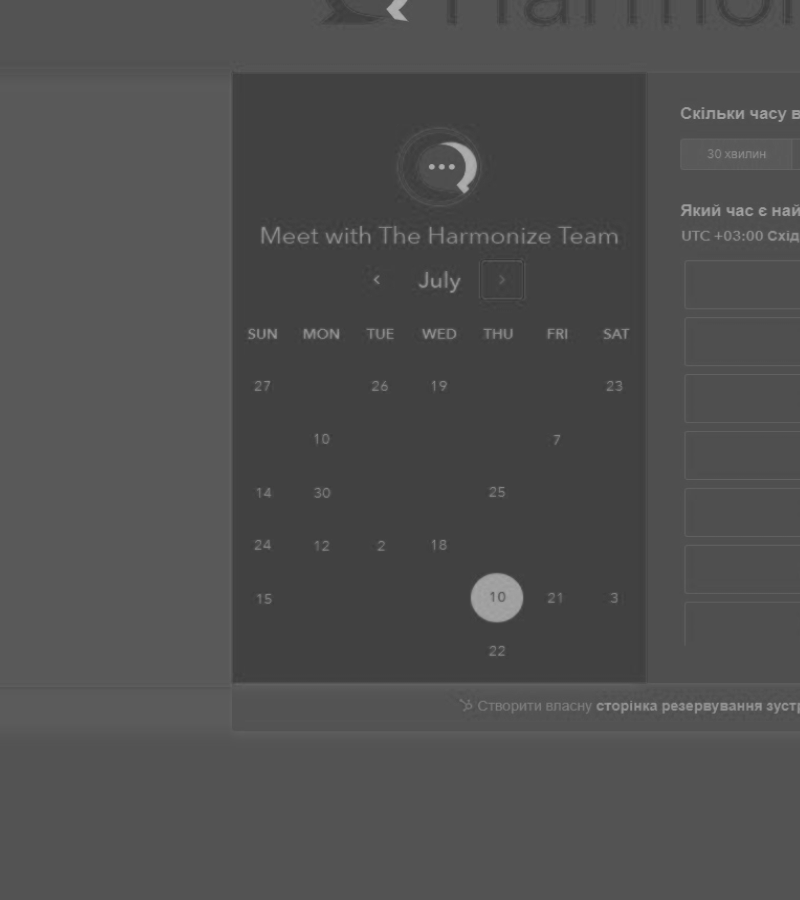 Harmon
Meet with The Harmonize Team
July
SUN MON TUE WED THU FRI SAT
27 26 19 23
10 7
14 30 25
24 12 2 18
15 10 21 3
22
Скільки часу в
30 хвилин
Який час є най
UTC +03:00 Східн
Створити власну сторінка резервування зустр